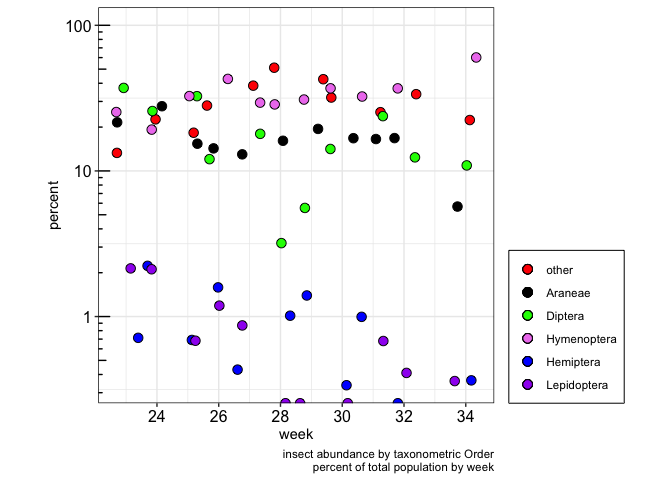 100
10
1
percent
24 26 28 30 32 34
week
other
Araneae
Diptera
Hymenoptera
Hemiptera
Lepidoptera
insect abundance by taxonometric Order
percent of total population by week